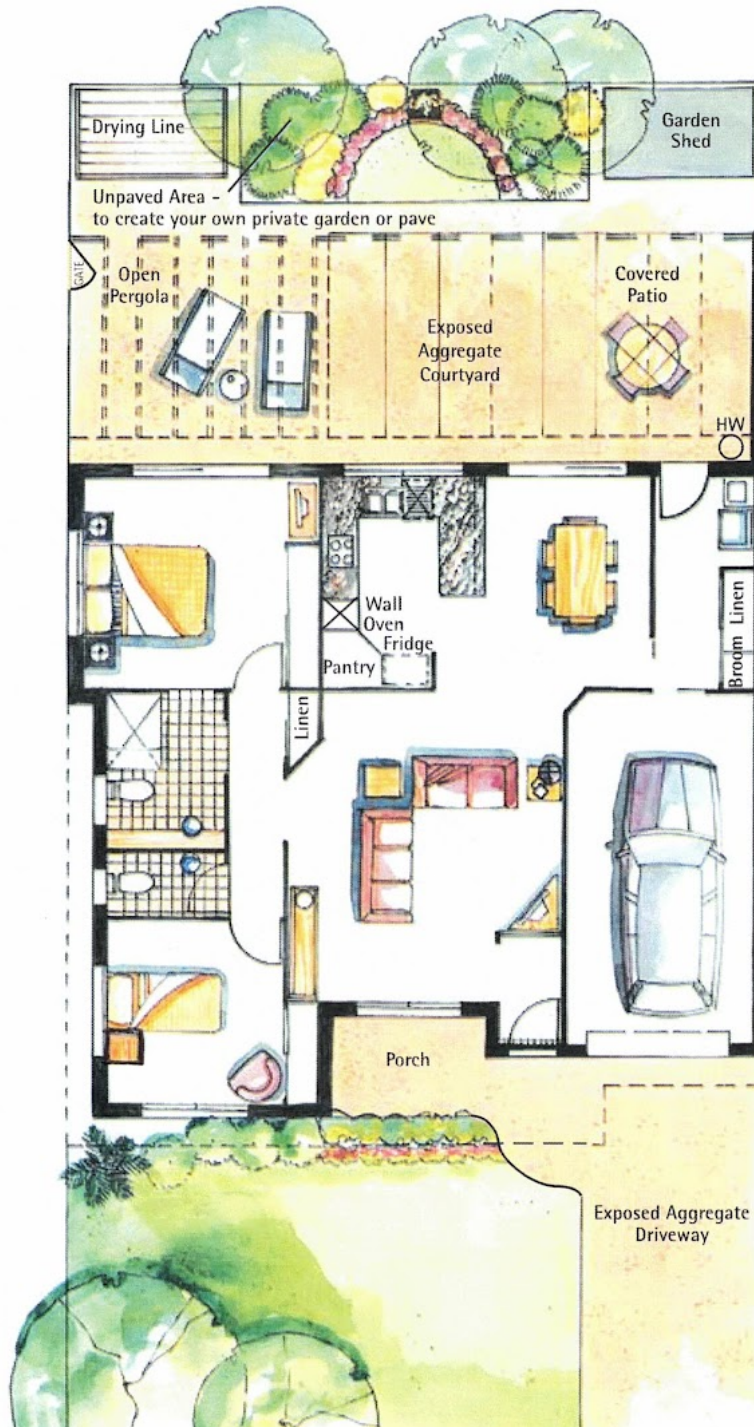 Drying Line
Garden
Shed
Unpaved Area -
to create your own private garden or pave
GATE
Open
Pergola
Covered
Patio
Exposed
Aggregate
Courtyard
HW
Wall
Oven
Fridge
Pantry
Linen
Broom Linen
Porch
Exposed Aggregate
Driveway